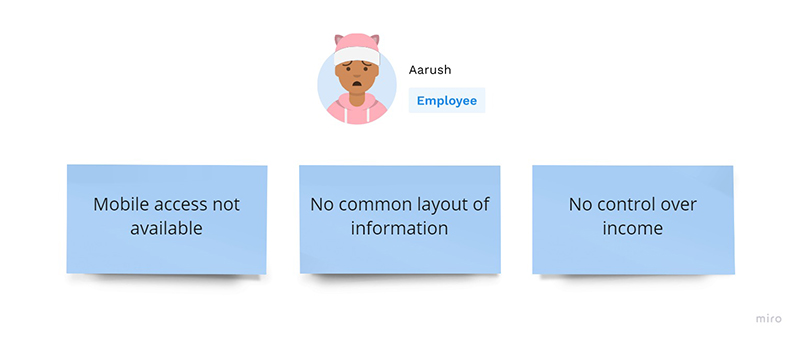 Aarush
Employee
Mobile access not
available
No common layout of
information
No control over
income
miro